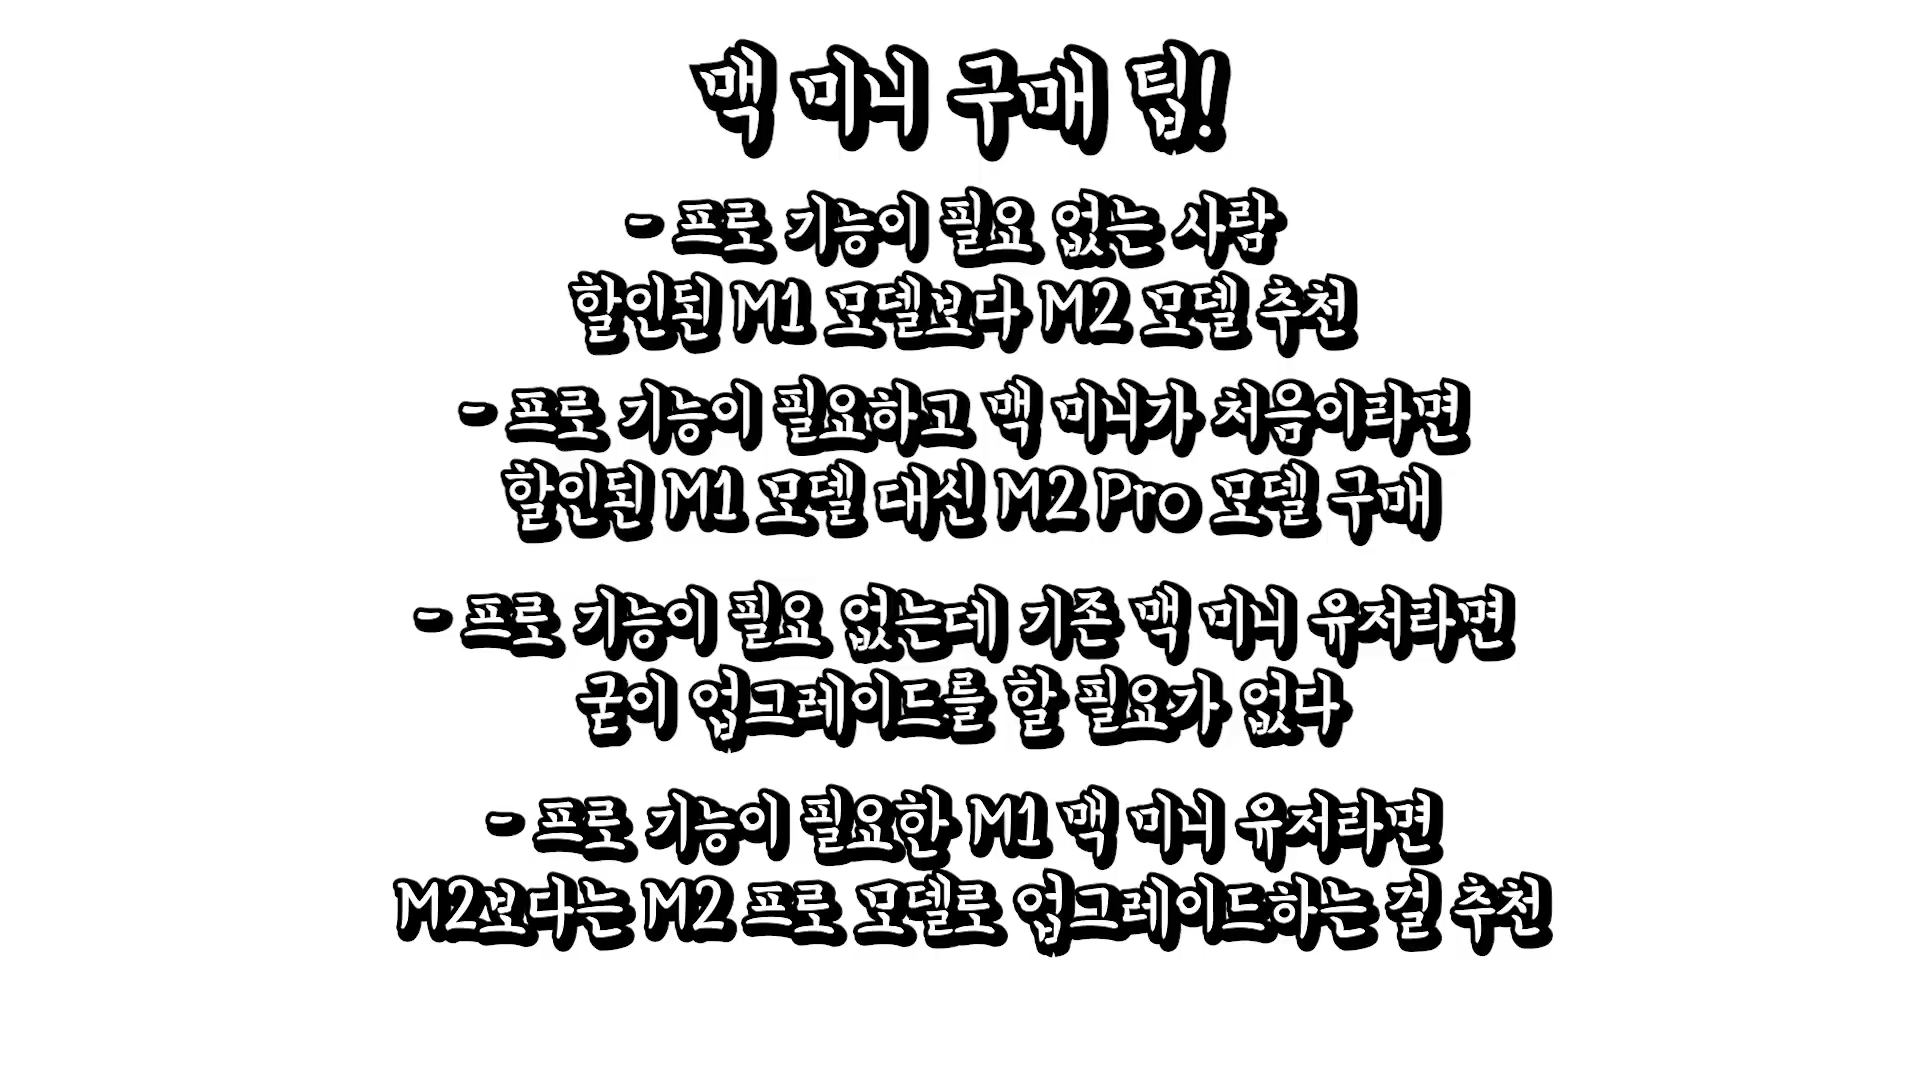 맥 미니 구매 팁!
- 프로 기능이 필요 없는 사람
할인된 M1 모델보다 M2 모델 추천
- 프로 기능이 필요하고 맥 미니가 처음이라면
할인된 M1 모델 대신 M2 Pro 모델 구매
- 프로 기능이 필요 없는데 기존 맥 미니 유저라면
굳이 업그레이드를 할 필요가 없다
- 프로 기능이 필요한 M1 맥 미니 유저라면
M2보다는 M2 프로 모델로 업그레이드하는 걸 추천